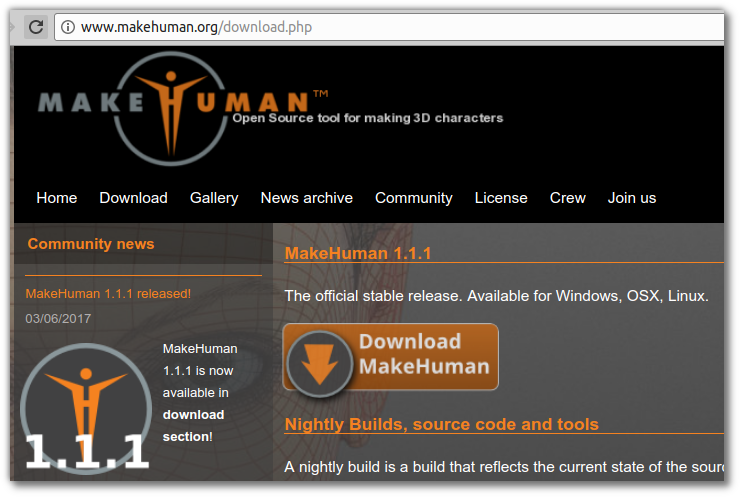 www.makehuman.org/download.php
MAKEHUMAN™
Open Source tool for making 3D characters
Home Download Gallery News archive Community License Crew Join us
Community news
MakeHuman 1.1.1 released!
03/06/2017
MakeHuman
1.1.1 is now
available in
download
section!
1.1.1
MakeHuman 1.1.1
The official stable release. Available for Windows, OSX, Linux.
Download
MakeHuman
Nightly Builds, source code and tools
A nightly build is a build that reflects the current state of the sour